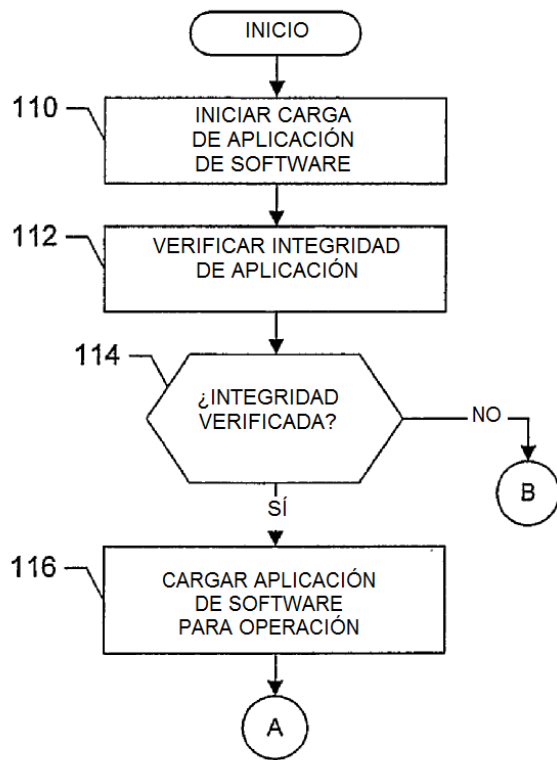 INICIO
110
INICIAR CARGA
DE APLICACIÓN
DE SOFTWARE
112
VERIFICAR INTEGRIDAD
DE APLICACIÓN
114
¿INTEGRIDAD
VERIFICADA?
NO
B
SÍ
116
CARGAR APLICACIÓN
DE SOFTWARE
PARA OPERACIÓN
A